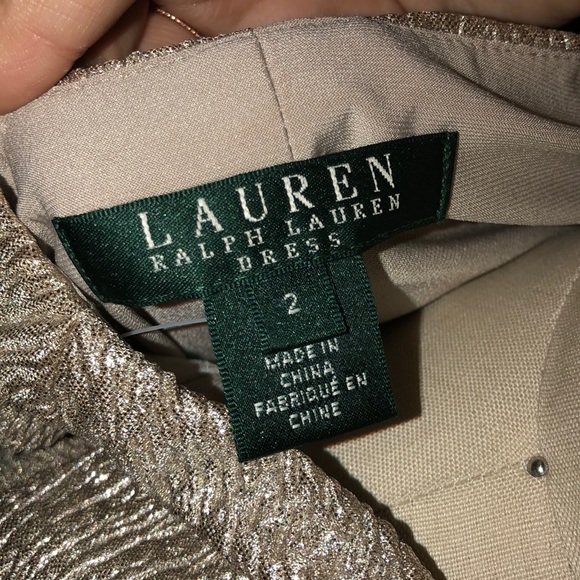 LAUREN
RALPH LAUREN
DRESS
2
MADE IN
CHINA
FABRIQUÉ EN
CHINE